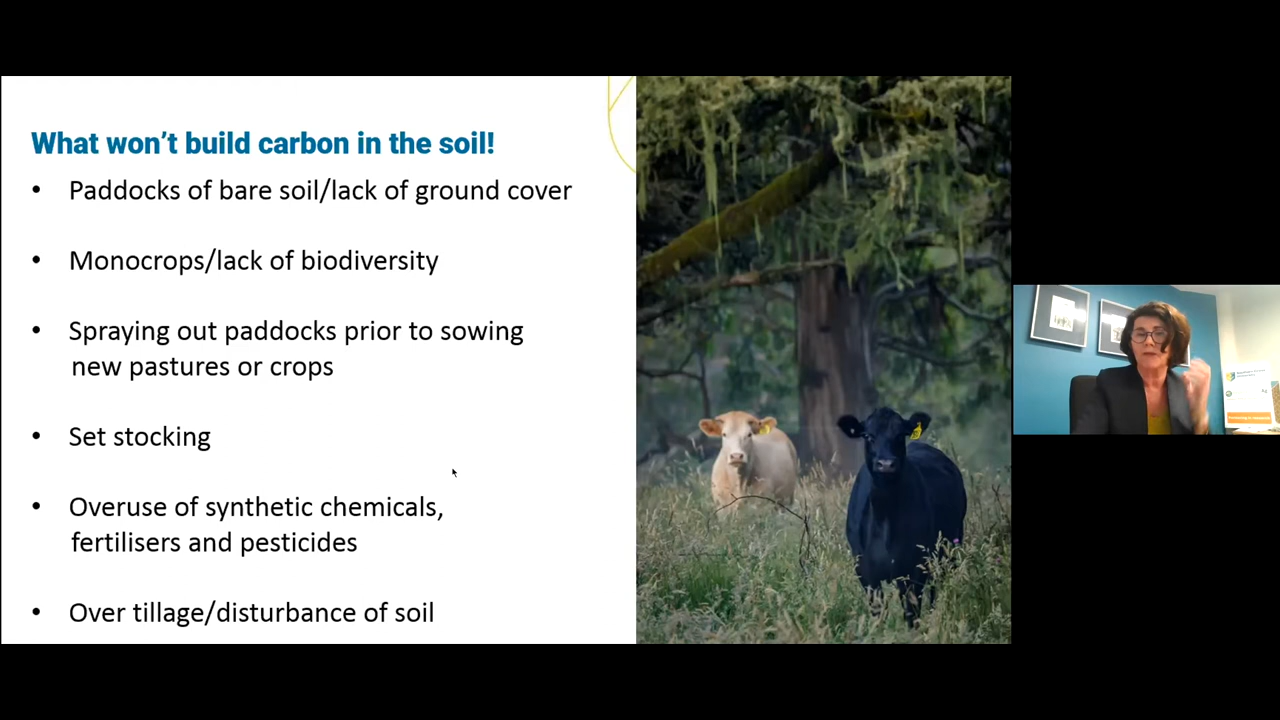 What won't build carbon in the soil!
• Paddocks of bare soil/lack of ground cover
• Monocrops/lack of biodiversity
• Spraying out paddocks prior to sowing
new pastures or crops
• Set stocking
• Overuse of synthetic chemicals,
fertilisers and pesticides
• Over tillage/disturbance of soil